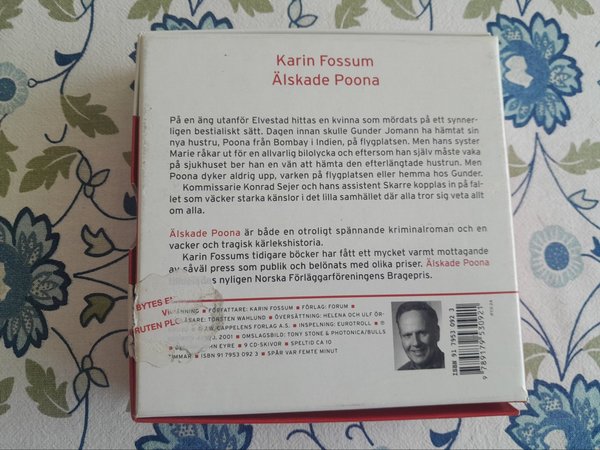 Karin Fossum
Älskade Poona
På en äng utanför Elvestad hittas en kvinna som mördats på ett synner-
ligen bestialiskt sätt. Dagen innan skulle Gunder Jomann ha hämtat sin
nya hustru, Poona från Bombay i Indien, på flygplatsen. Men hans syster
Marie råkar ut för en allvarlig bilolycka och eftersom han själv måste vaka
på sjukhuset ber han en vän att hämta den efterlängtade hustrun. Men
Poona dyker aldrig upp, varken på flygplatsen eller hemma hos Gunder.
Kommissarie Konrad Sejer och hans assistent Skarre kopplas in på fal-
let som väcker starka känslor i det lilla samhället där alla tror sig veta allt
om alla.
Älskade Poona är både en otroligt spännande kriminalroman och en
vacker och tragisk kärlekshistoria.
Karin Fossums tidigare böcker har fått ett mycket varmt mottagande
av såväl press som publik och belönats med olika priser. Älskade Poona
nyligen Norska Förläggarföreningens Bragepris.
BYTES
RUTEN
FÖRFATTARE: KARIN FOSSUM ▪ FÖRLAG: FORUM
TORSTEN WAHLUND ▪ ÖVERSÄTTNING: HELENA OCH ULF ÖR-
J.W. CAPPELENS FORLAG A.S. ▪ INSPELNING: EUROTROLL ▪
2001 ▪ OMSLAGSBILD: TONY STONE & PHOTONICA/BULLS
EYRE ▪ 9 CD-SKIVOR ▪ SPELTID CA 10
TIMMAR ▪ ISBN 91 7953 092 3 ▪ SPÅR VAR FEMTE MINUT
ISBN 91 7953 092 3
9 789179 530921